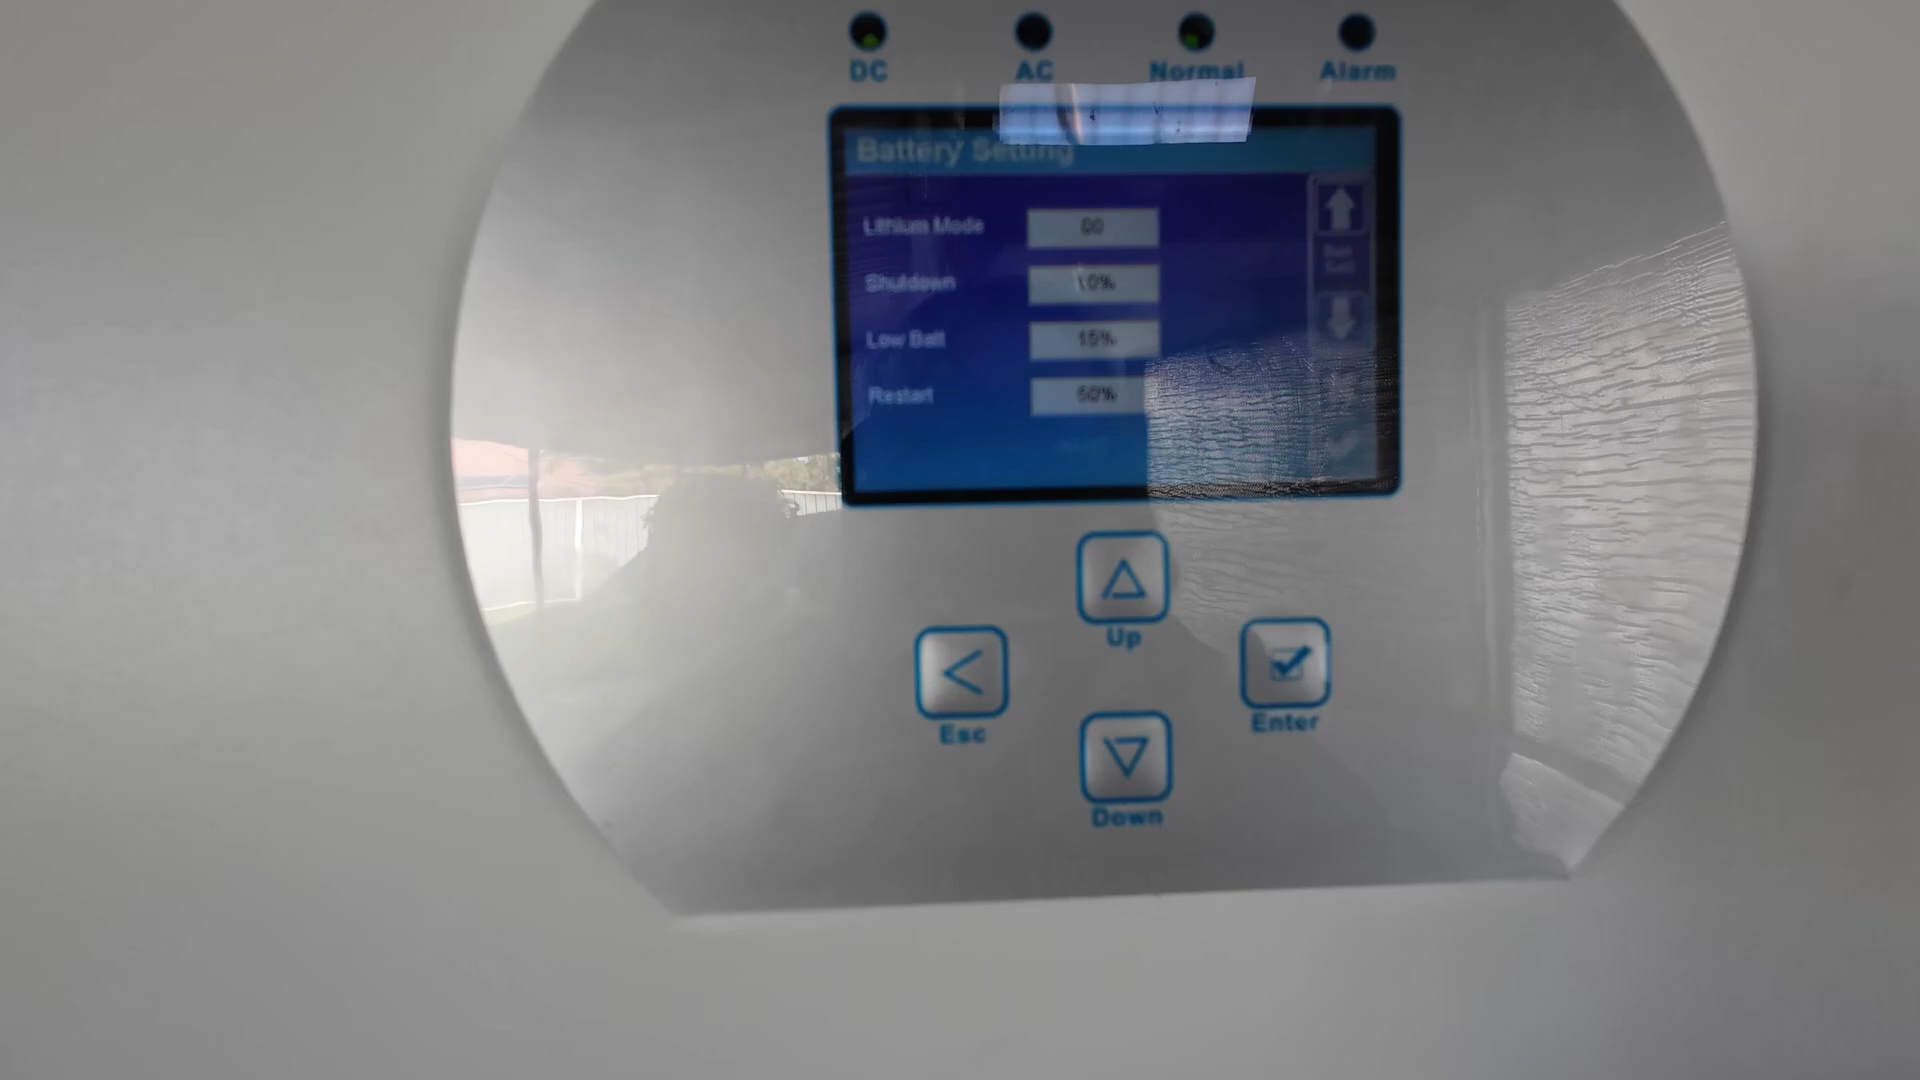 DC AC Normal Alarm
Battery Setting
Lithium Mode 00
Shutdown 10%
Low Batt 15%
Restart 50%
Up
Esc
Enter
Down